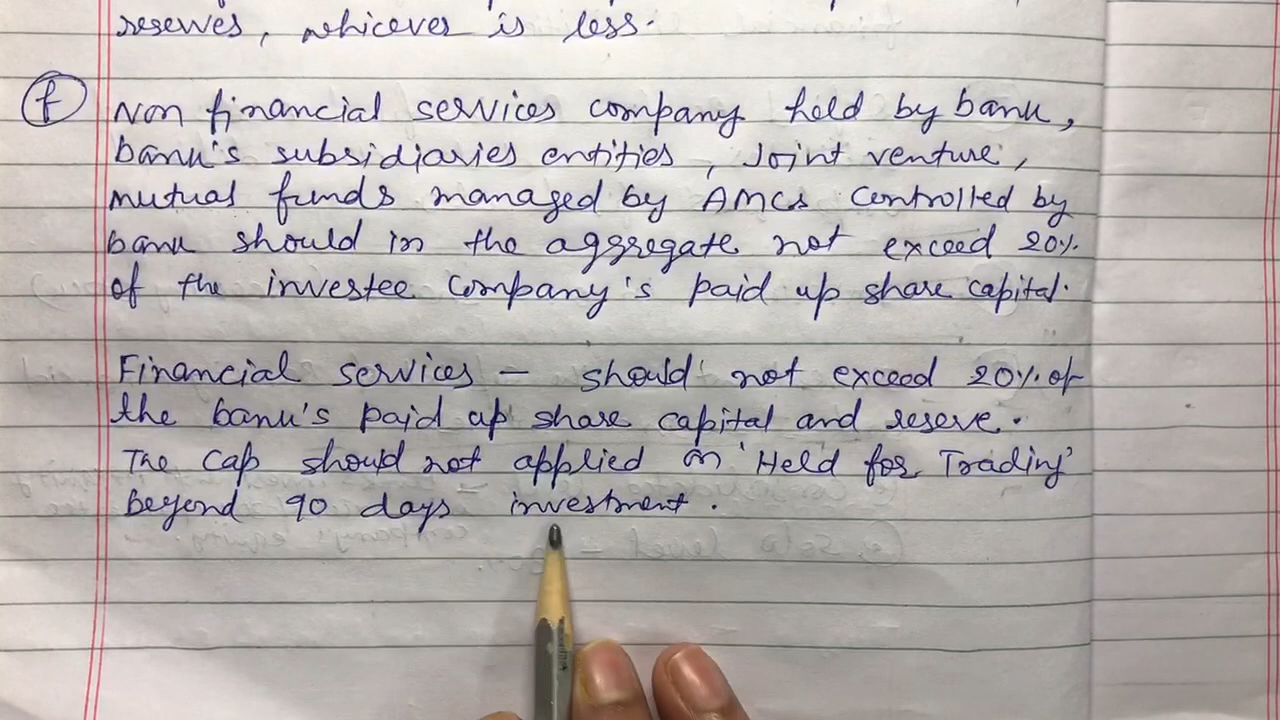 reserves, whicever is less.
(f) Non financial services company held by bank,
bank's subsidiaries entities, Joint venture,
mutual funds managed by AMCs controlled by
bank should in the aggregate not exceed 20%
of the investee company's paid up share capital.
Financial services - should not exceed 20% of
the bank's paid up share capital and reserve.
The cap should not applied on 'Held for Trading'
beyond 90 days investment.